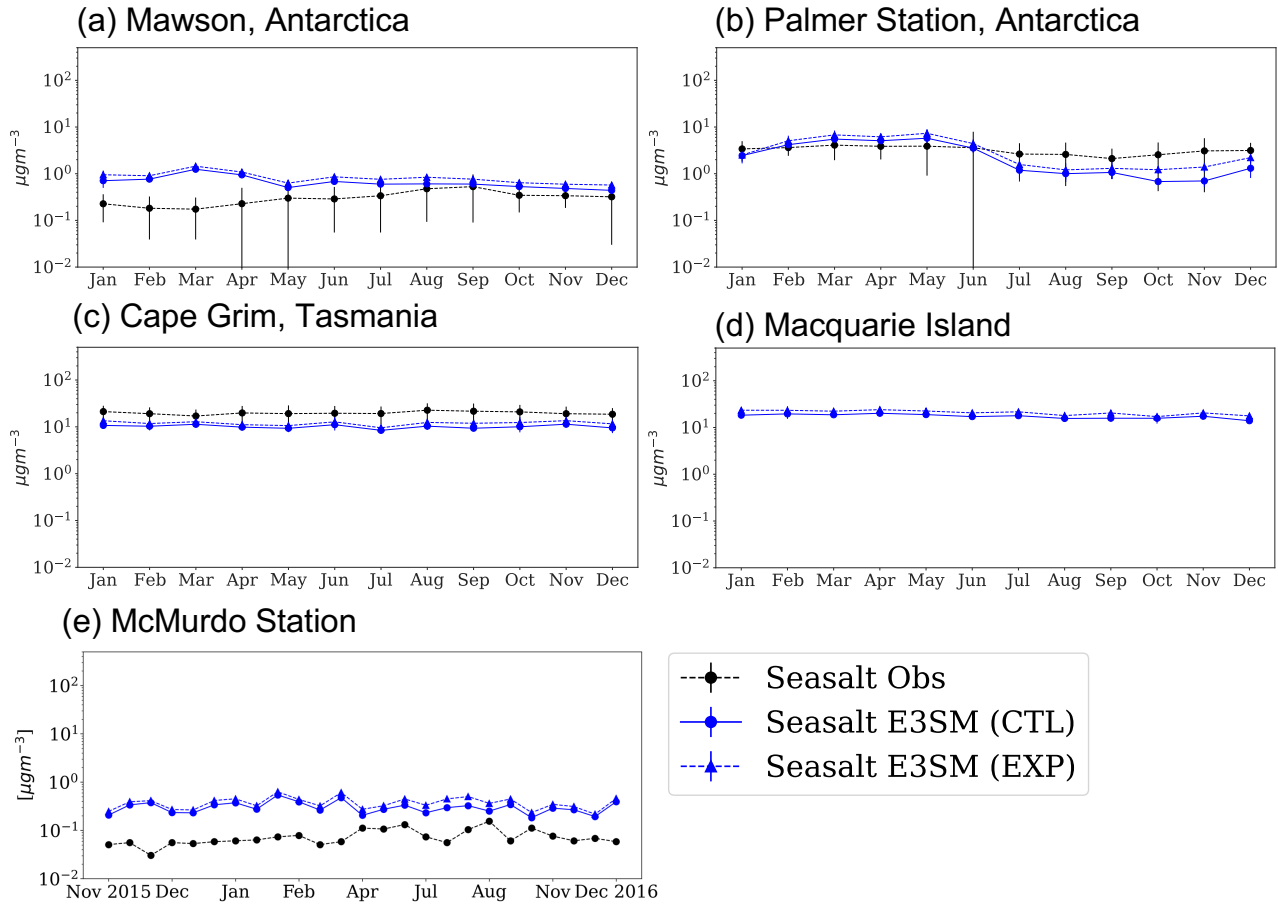 (a) Mawson, Antarctica
10²
10¹
10⁰
10⁻¹
10⁻²
μgm⁻³
Jan Feb Mar Apr May Jun Jul Aug Sep Oct Nov Dec
(b) Palmer Station, Antarctica
10²
10¹
10⁰
10⁻¹
10⁻²
μgm⁻³
Jan Feb Mar Apr May Jun Jul Aug Sep Oct Nov Dec
(c) Cape Grim, Tasmania
10²
10¹
10⁰
10⁻¹
10⁻²
μgm⁻³
Jan Feb Mar Apr May Jun Jul Aug Sep Oct Nov Dec
(d) Macquarie Island
10²
10¹
10⁰
10⁻¹
10⁻²
μgm⁻³
Jan Feb Mar Apr May Jun Jul Aug Sep Oct Nov Dec
(e) McMurdo Station
10²
10¹
10⁰
10⁻¹
10⁻²
[μgm⁻³]
Nov 2015 Dec Jan Feb Apr Jul Aug Nov Dec 2016
Seasalt Obs
Seasalt E3SM (CTL)
Seasalt E3SM (EXP)